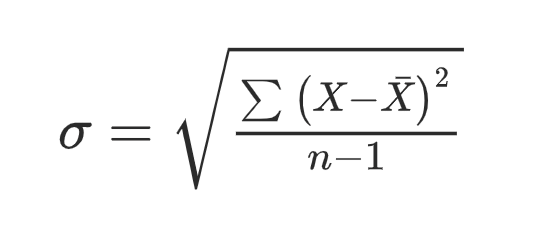 σ = √(∑ (X − X̄)² / (n − 1))